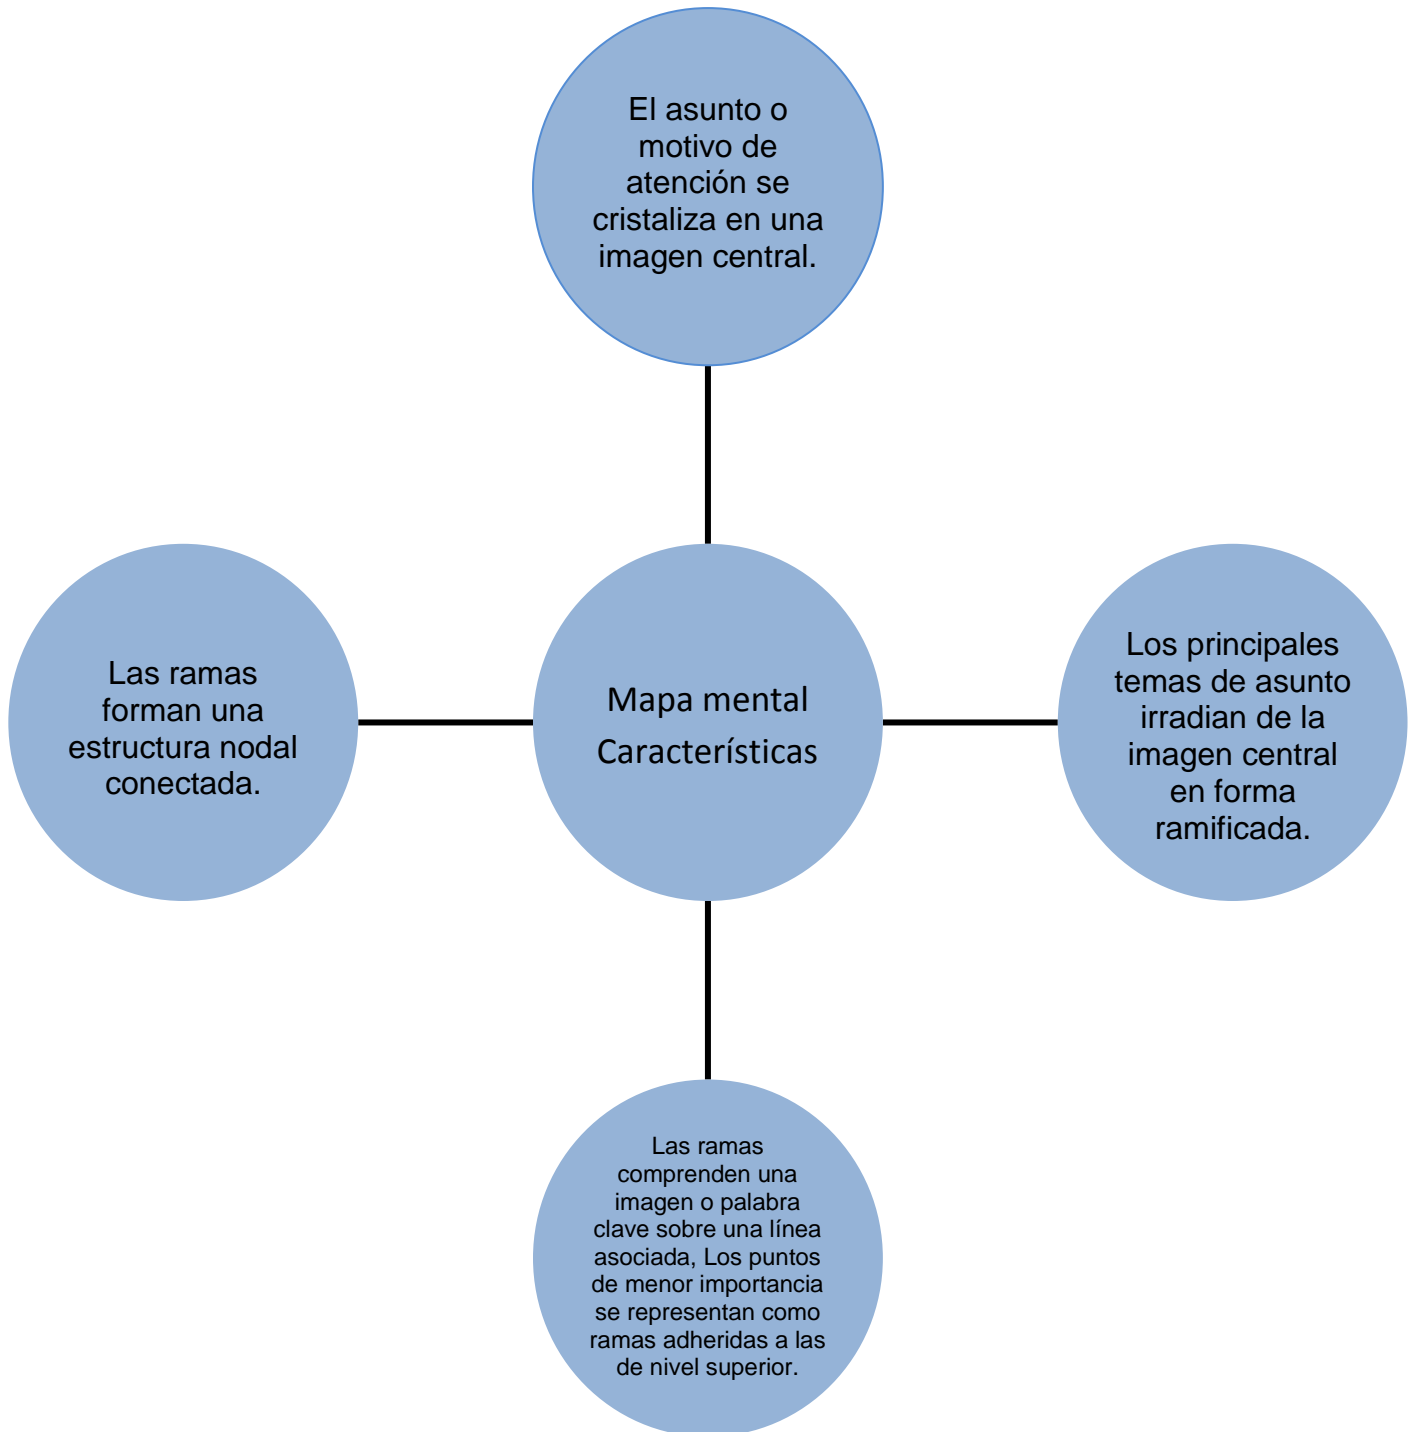 El asunto o
motivo de
atención se
cristaliza en una
imagen central.
Las ramas
forman una
estructura nodal
conectada.
Mapa mental
Característícas
Los principales
temas de asunto
irradian de la
imagen central
en forma
ramificada.
Las ramas
comprenden una
imagen o palabra
clave sobre una línea
asociada, Los puntos
de menor importancia
se representan como
ramas adheridas a las
de nivel superior.